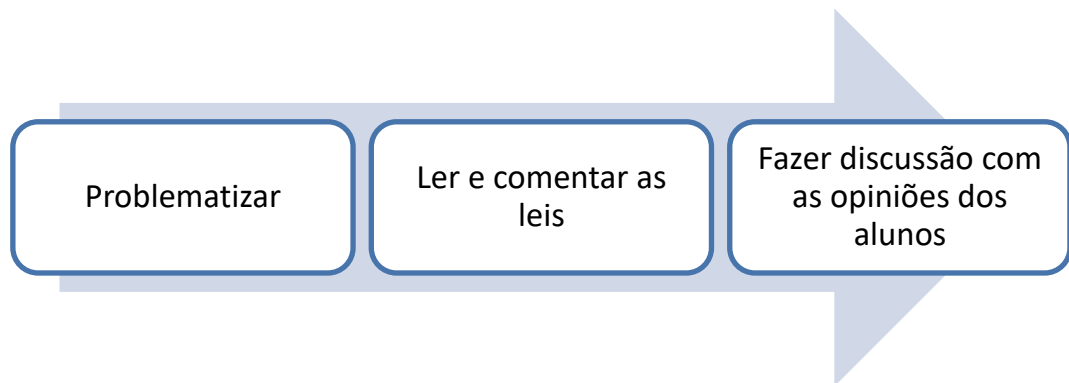 Problematizar
Ler e comentar as
leis
Fazer discussão com
as opiniões dos
alunos